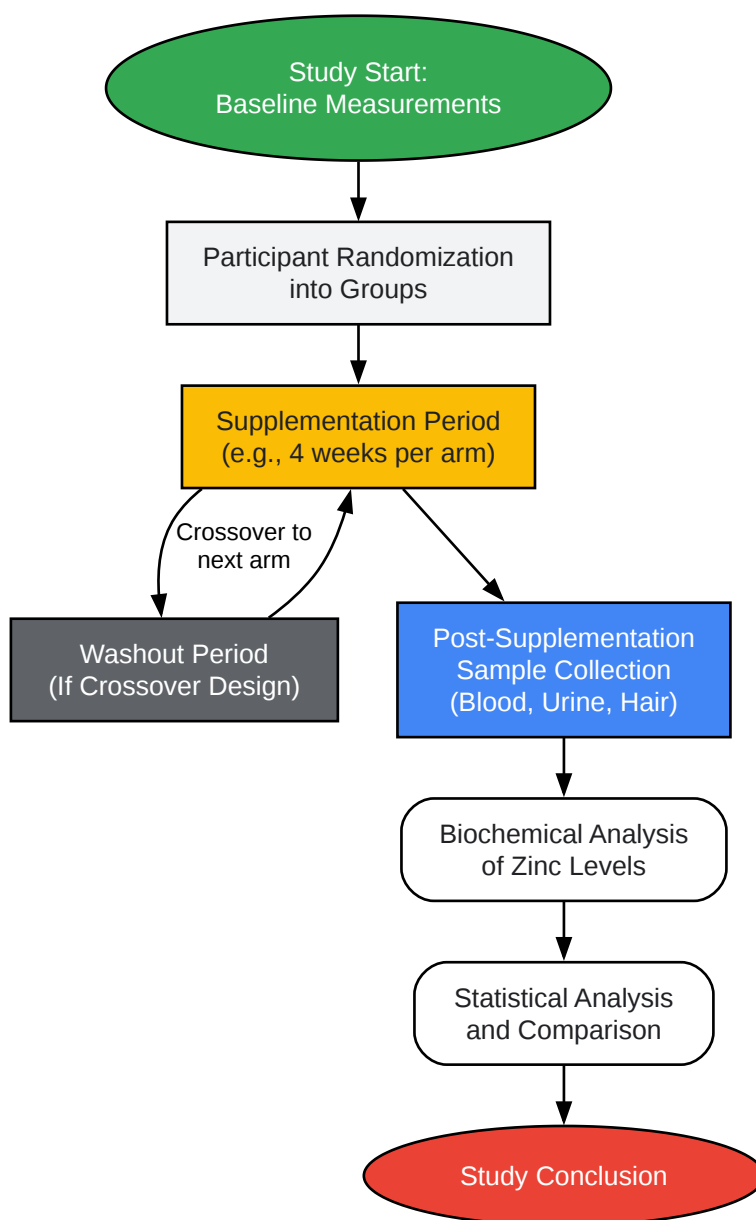 Study Start:
Baseline Measurements
Participant Randomization
into Groups
Supplementation Period
(e.g., 4 weeks per arm)
Crossover to
next arm
Washout Period
(If Crossover Design)
Post-Supplementation
Sample Collection
(Blood, Urine, Hair)
Biochemical Analysis
of Zinc Levels
Statistical Analysis
and Comparison
Study Conclusion